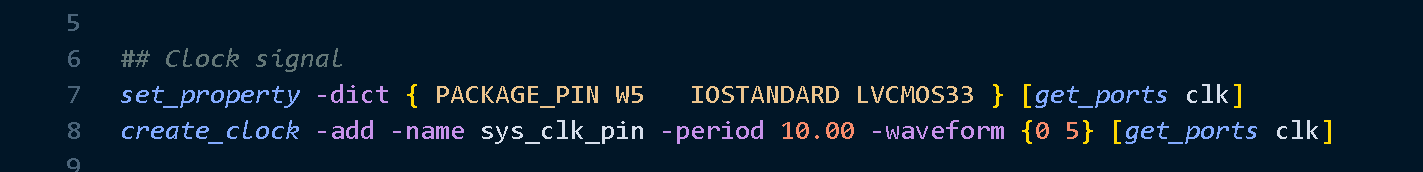 5
6 ## Clock signal
7 set_property -dict { PACKAGE_PIN W5   IOSTANDARD LVCMOS33 } [get_ports clk]
8 create_clock -add -name sys_clk_pin -period 10.00 -waveform {0 5} [get_ports clk]
9